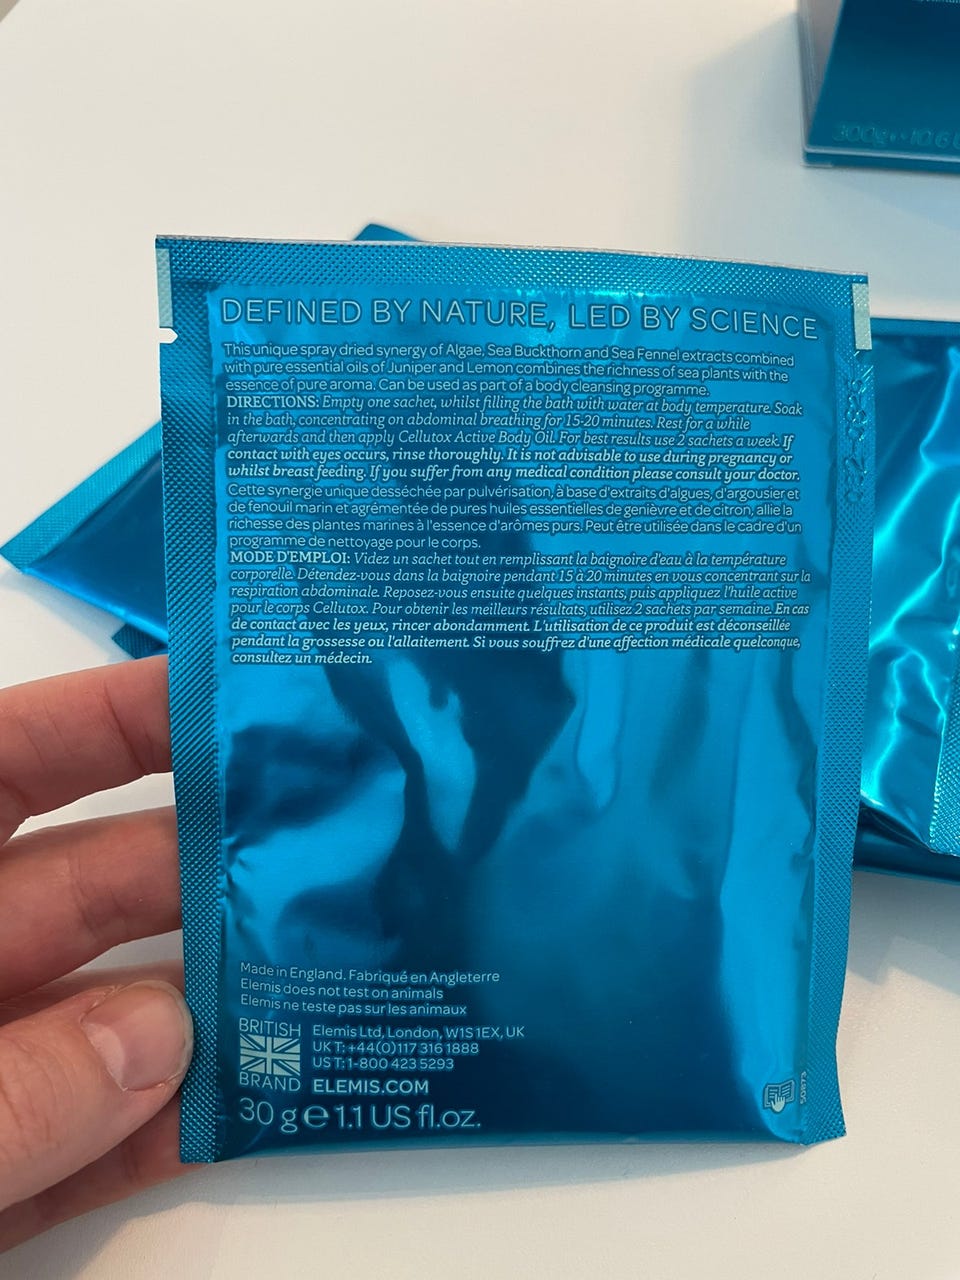 300g e 10.6
DEFINED BY NATURE, LED BY SCIENCE
This unique spray dried synergy of Algae, Sea Buckthorn and Sea Fennel extracts combined
with pure essential oils of Juniper and Lemon combines the richness of sea plants with the
essence of pure aroma. Can be used as part of a body cleansing programme.
DIRECTIONS: Empty one sachet, whilst filling the bath with water at body temperature. Soak
in the bath, concentrating on abdominal breathing for 15-20 minutes. Rest for a while
afterwards and then apply Cellutox Active Body Oil. For best results use 2 sachets a week. If
contact with eyes occurs, rinse thoroughly. It is not advisable to use during pregnancy or
whilst breast feeding. If you suffer from any medical condition please consult your doctor.
Cette synergie unique desséchée par pulvérisation, à base d'extraits d'algues, d'argousier et
de fenouil marin et agrémentée de pures huiles essentielles de genièvre et de citron, allie la
richesse des plantes marines à l'essence d'arômes purs. Peut être utilisée dans le cadre d'un
programme de nettoyage pour le corps.
MODE D'EMPLOI: Videz un sachet tout en remplissant la baignoire d'eau à la température
corporelle. Détendez-vous dans la baignoire pendant 15 à 20 minutes en vous concentrant sur la
respiration abdominale. Reposez-vous ensuite quelques instants, puis appliquez l'huile active
pour le corps Cellutox. Pour obtenir les meilleurs résultats, utilisez 2 sachets par semaine. En cas
de contact avec les yeux, rincer abondamment. L'utilisation de ce produit est déconseillée
pendant la grossesse ou l'allaitement. Si vous souffrez d'une affection médicale quelconque,
consultez un médecin.
Made in England. Fabriqué en Angleterre
Elemis does not test on animals
Elemis ne teste pas sur les animaux
BRITISH
BRAND
Elemis Ltd, London, W1S 1EX, UK
UK T: +44(0)117 316 1888
US T: 1-800 423 5293
ELEMIS.COM
30 g e 1.1 US fl.oz.
50873